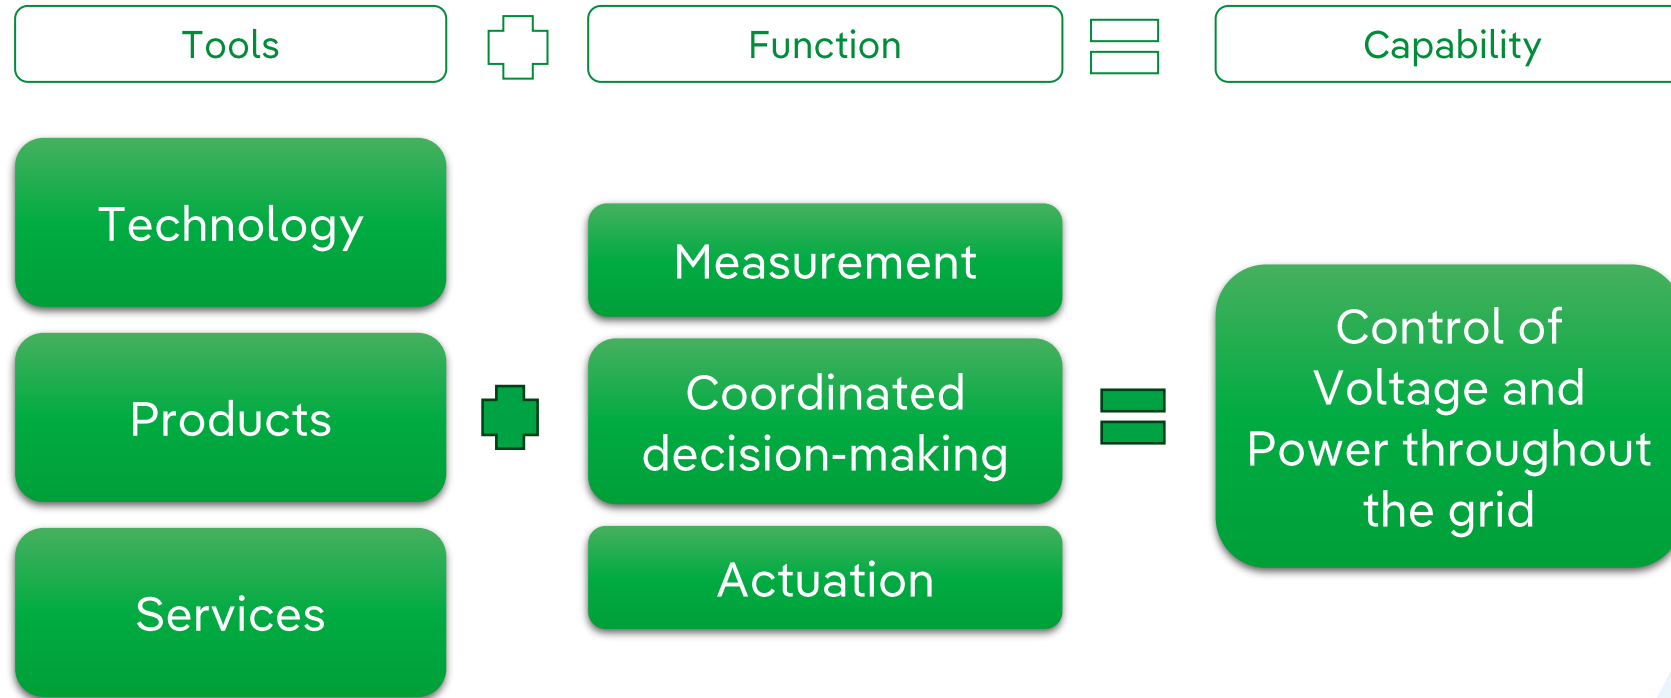 Tools
Function
Capability
Technology
Products
Services
Measurement
Coordinated
decision-making
Actuation
Control of
Voltage and
Power throughout
the grid